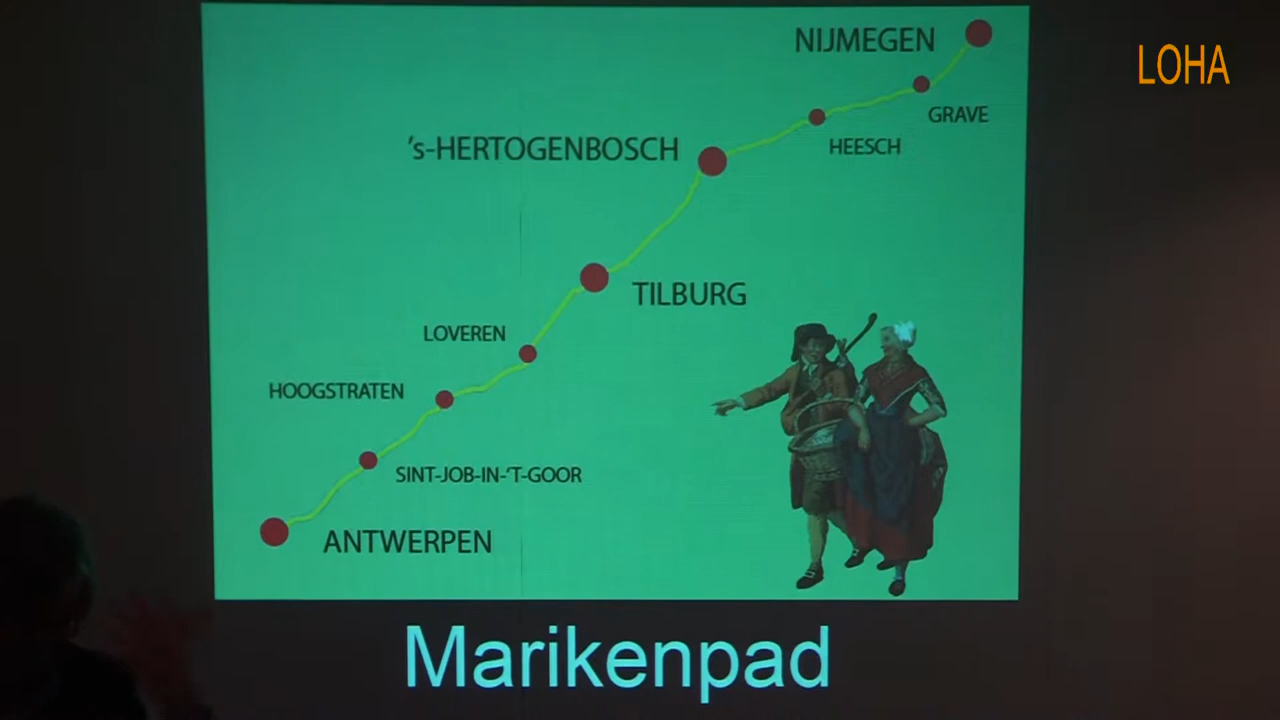 NIJMEGEN
LOHA
GRAVE
HEESCH
's-HERTOGENBOSCH
TILBURG
LOVEREN
HOOGSTRATEN
SINT-JOB-IN-'T-GOOR
ANTWERPEN
Marikenpad